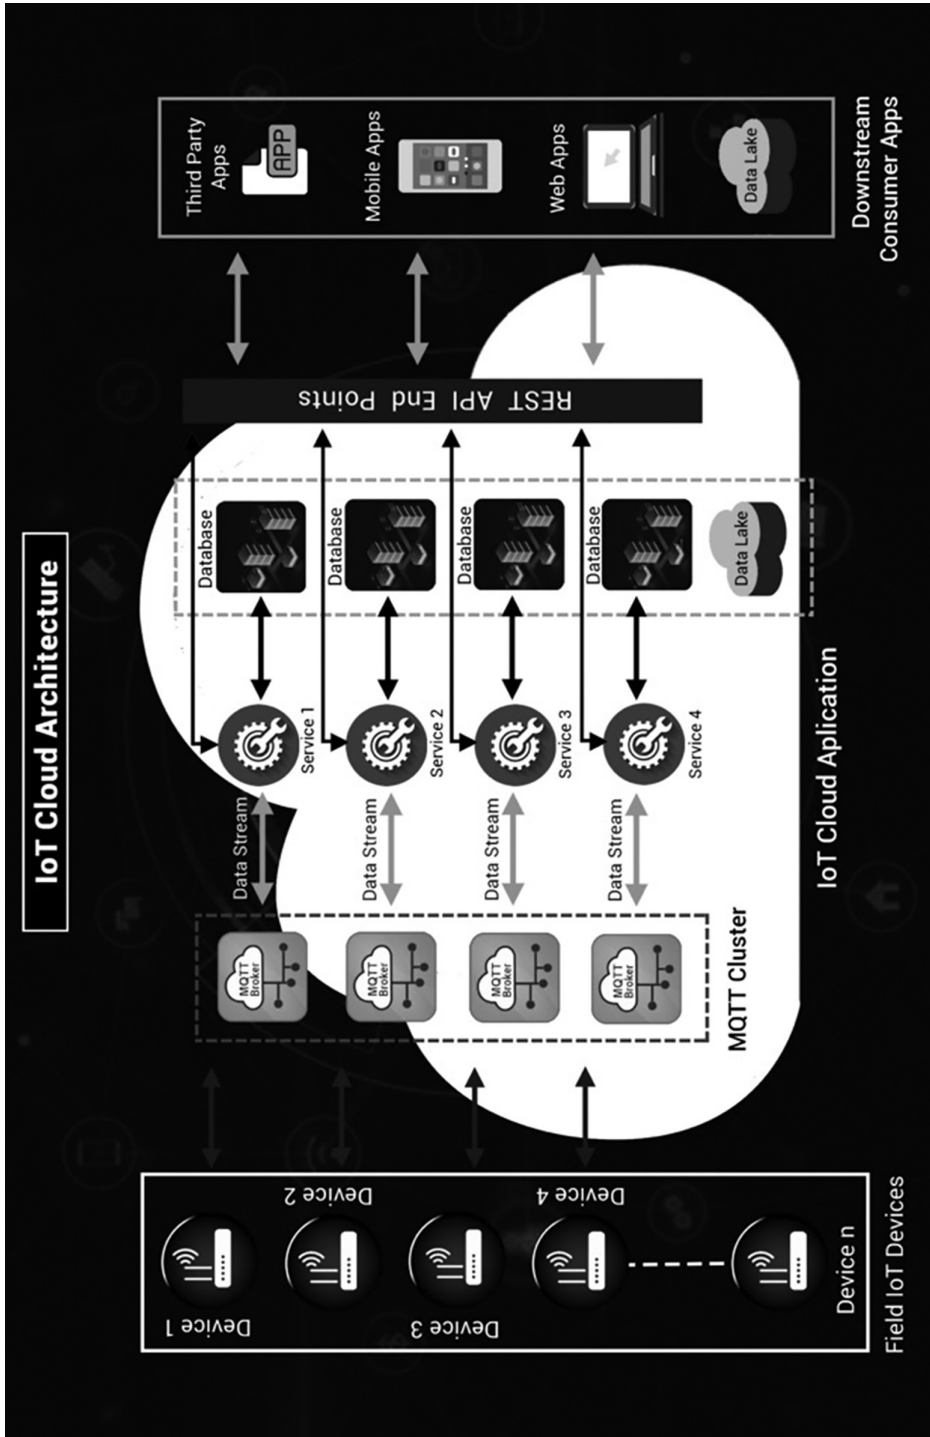 IoT Cloud Architecture
Device 1
Device 2
Device 3
Device 4
Device n
Field IoT Devices
MQTT
Broker
MQTT
Broker
MQTT
Broker
MQTT
Broker
MQTT Cluster
Data Stream
Data Stream
Data Stream
Data Stream
Service 1
Service 2
Service 3
Service 4
Database
Database
Database
Database
Data Lake
IoT Cloud Aplication
REST API End Points
Third Party
Apps
APP
Mobile Apps
Web Apps
Data Lake
Downstream
Consumer Apps